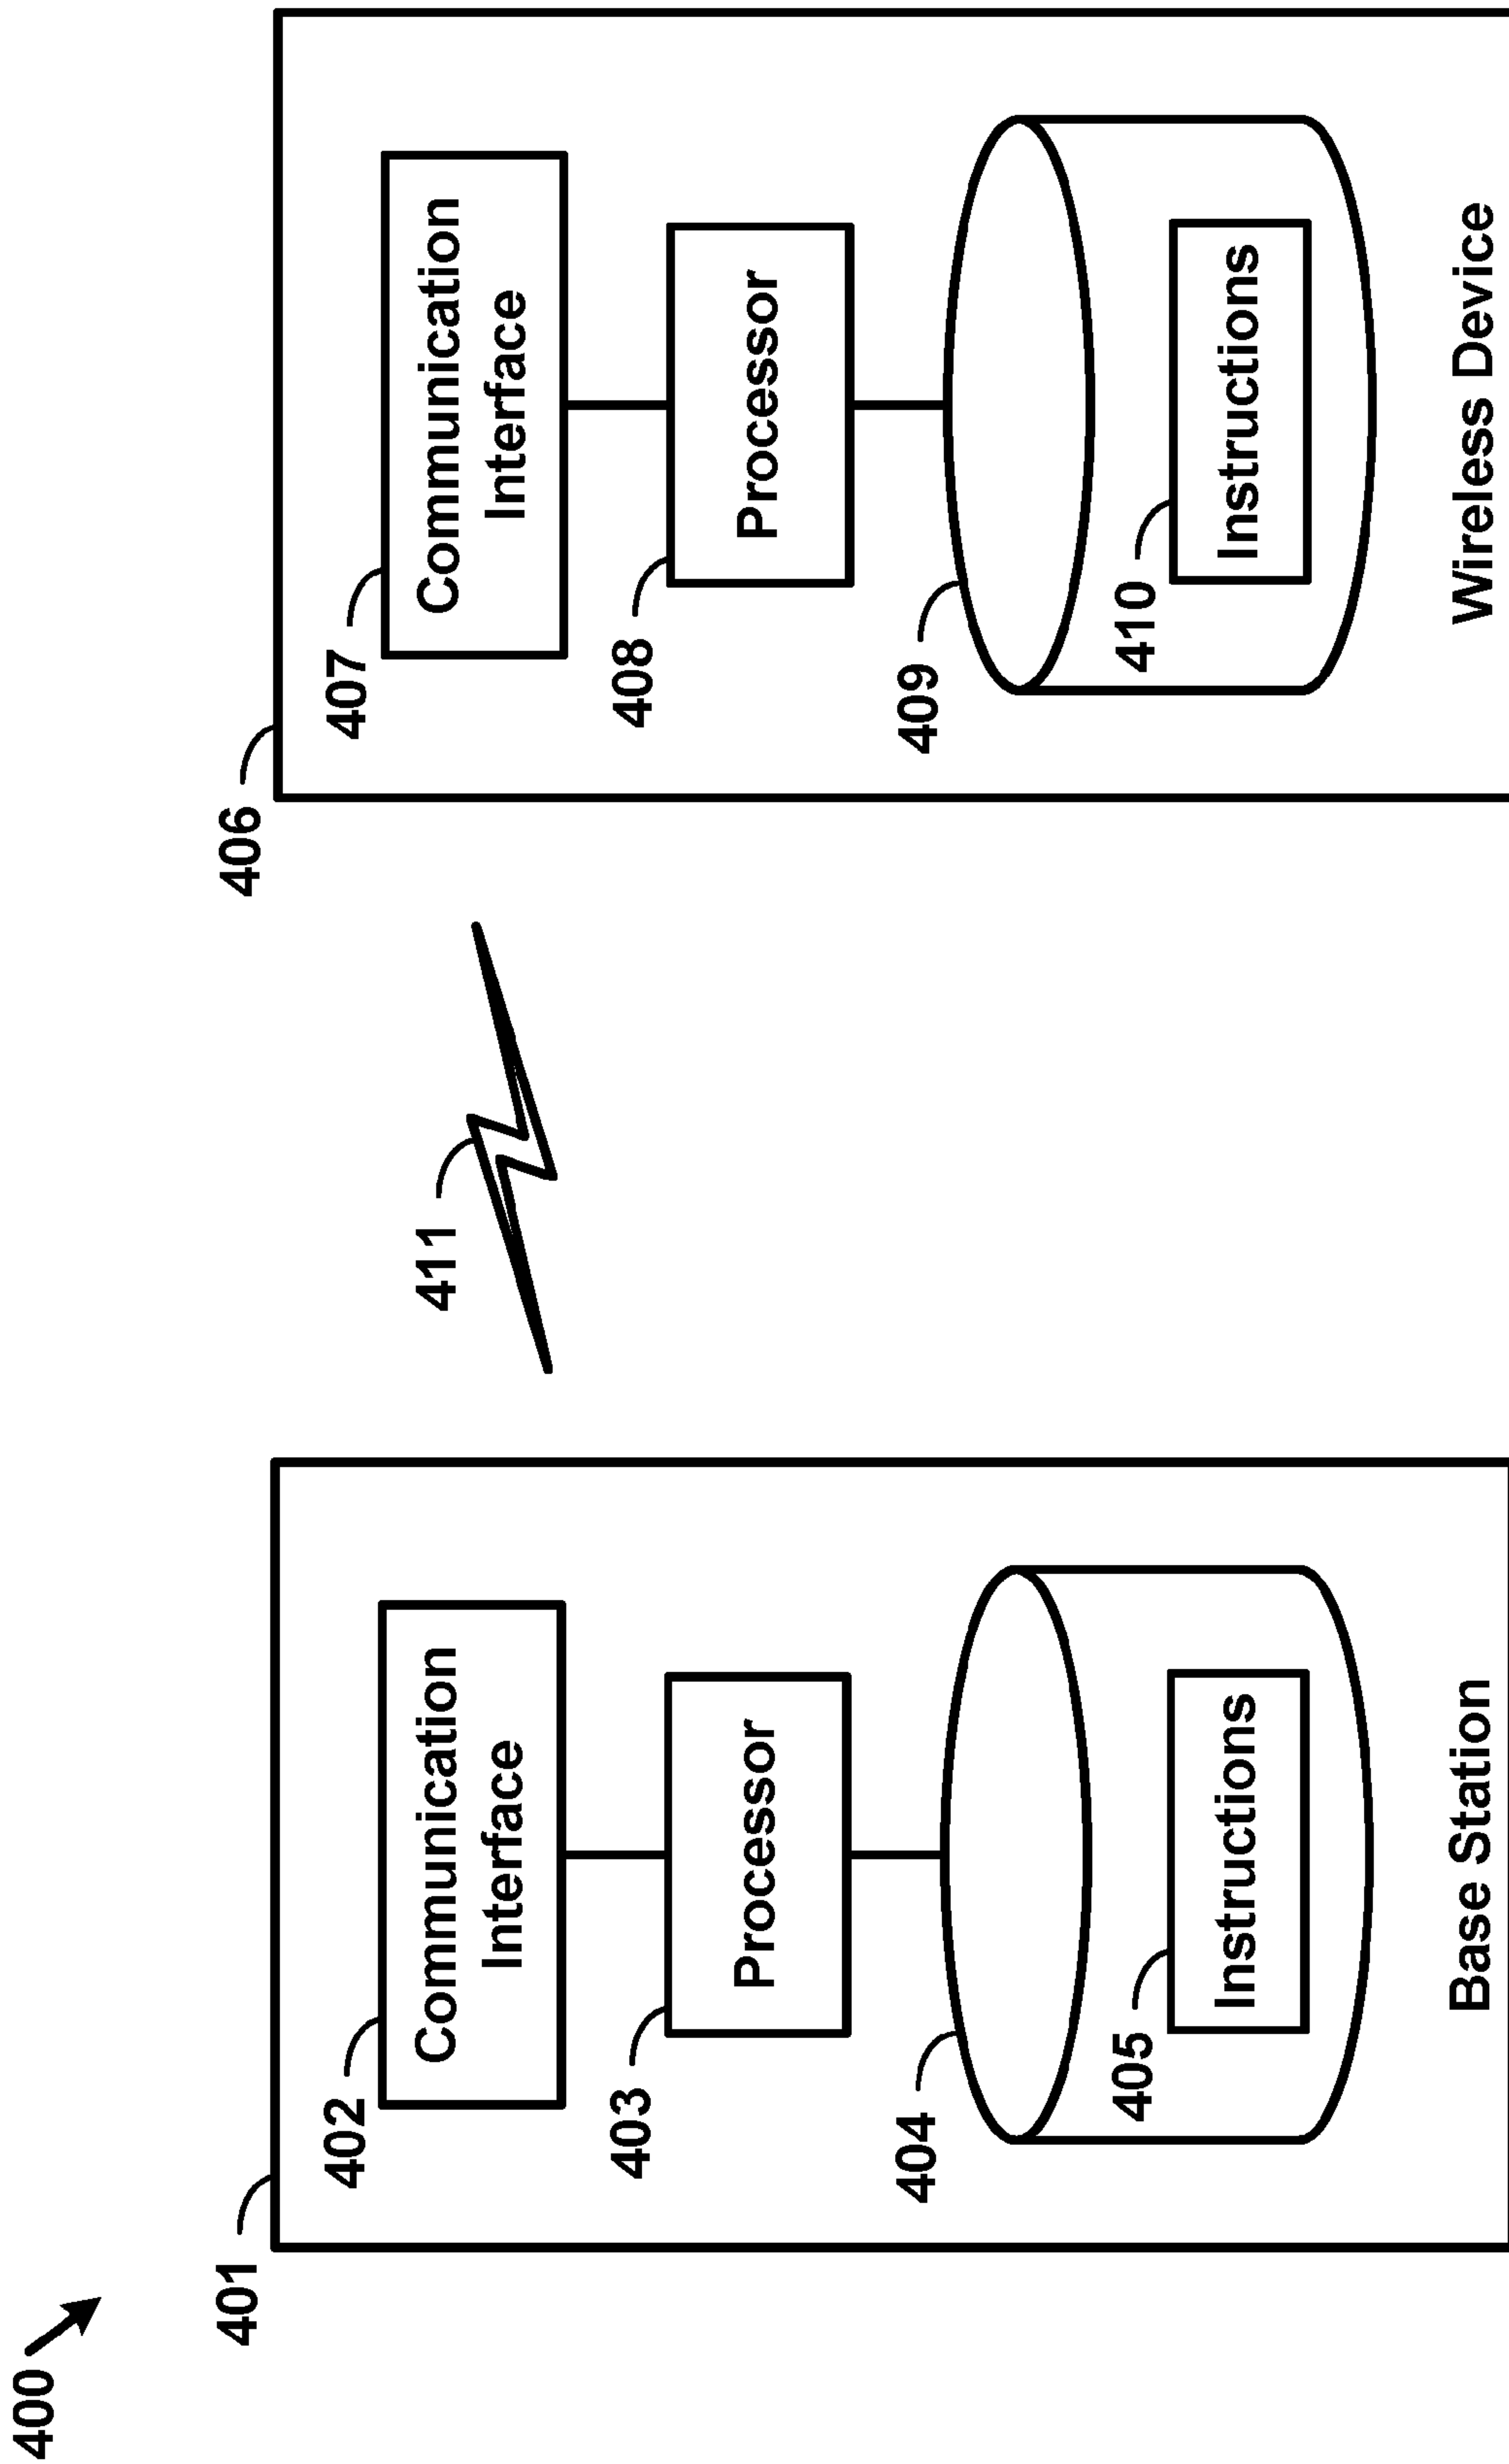 400
401
402
Communication
Interface
403
Processor
404
405
Instructions
Base Station
411
406
407
Communication
Interface
408
Processor
409
410
Instructions
Wireless Device